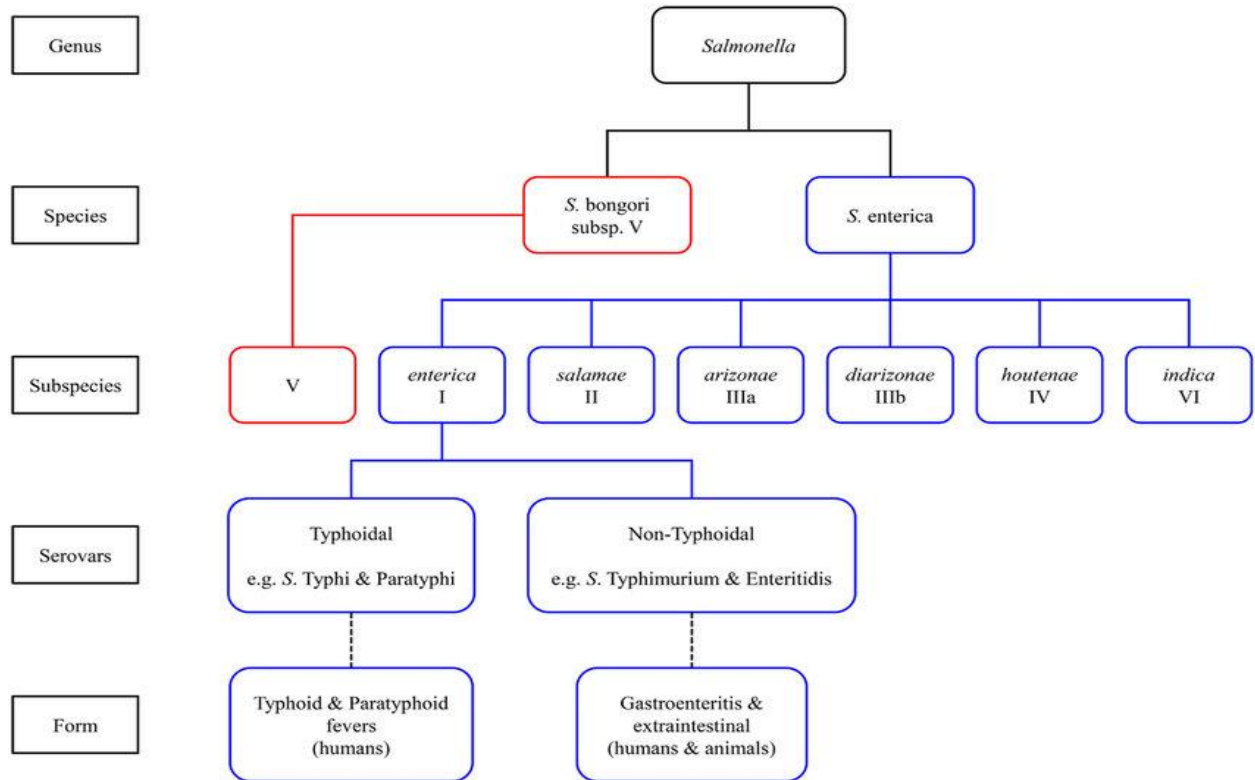 Genus
Salmonella
Species
S. bongori
subsp. V
S. enterica
Subspecies
V
enterica
I
salamae
II
arizonae
IIIa
diarizonae
IIIb
houtenae
IV
indica
VI
Serovars
Typhoidal
e.g. S. Typhi & Paratyphi
Non-Typhoidal
e.g. S. Typhimurium & Enteritidis
Form
Typhoid & Paratyphoid
fevers
(humans)
Gastroenteritis &
extraintestinal
(humans & animals)